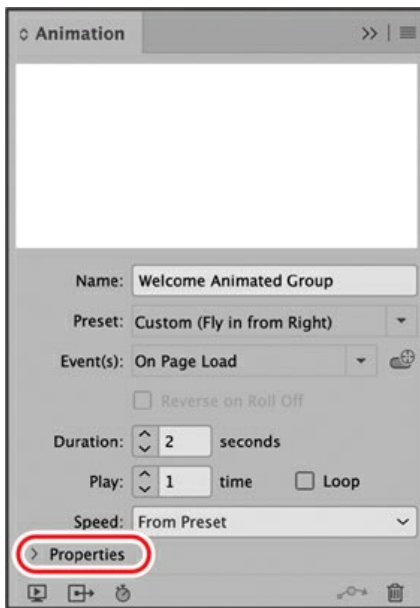 Animation
Name: Welcome Animated Group
Preset: Custom (Fly in from Right)
Event(s): On Page Load
Reverse on Roll Off
Duration: 2 seconds
Play: 1 time Loop
Speed: From Preset
Properties